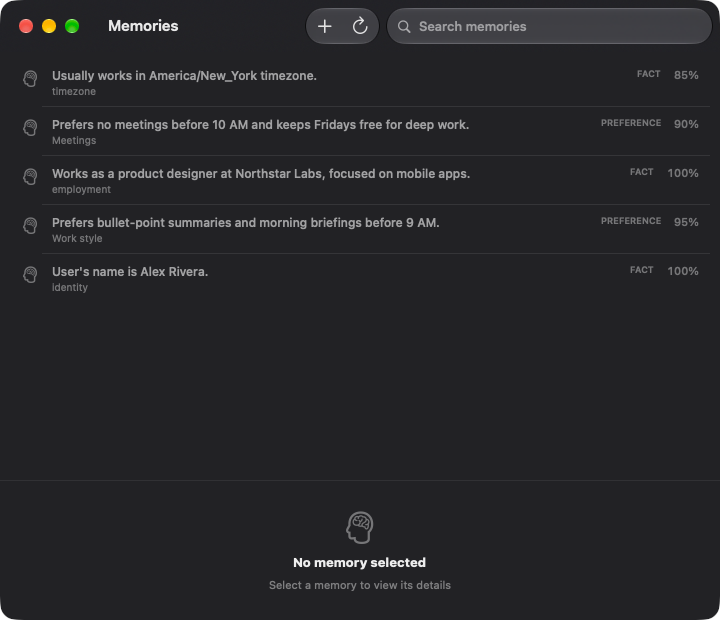 Memories
Search memories
Usually works in America/New_York timezone.
FACT 85%
timezone
Prefers no meetings before 10 AM and keeps Fridays free for deep work.
PREFERENCE 90%
Meetings
Works as a product designer at Northstar Labs, focused on mobile apps.
FACT 100%
employment
Prefers bullet-point summaries and morning briefings before 9 AM.
PREFERENCE 95%
Work style
User's name is Alex Rivera.
FACT 100%
identity
No memory selected
Select a memory to view its details